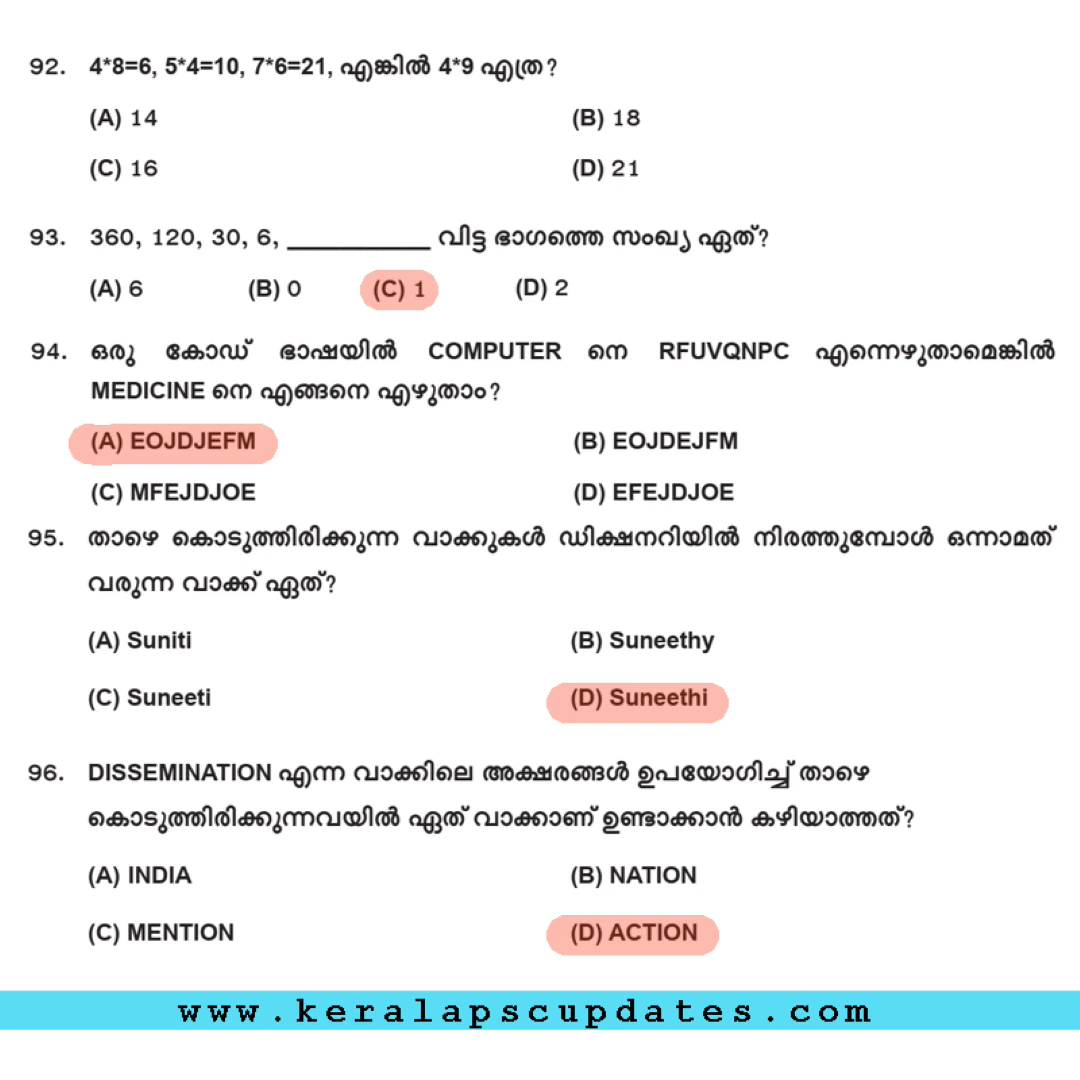 92. 4*8=6, 5*4=10, 7*6=21, എങ്കിൽ 4*9 എത്ര?
(A) 14 (B) 18
(C) 16 (D) 21
93. 360, 120, 30, 6, __________ വിട്ട ഭാഗത്തെ സംഖ്യ ഏത്?
(A) 6 (B) 0 (C) 1 (D) 2
94. ഒരു കോഡ് ഭാഷയിൽ COMPUTER നെ RFUVQNPC എന്നെഴുതാമെങ്കിൽ
MEDICINE നെ എങ്ങനെ എഴുതാം?
(A) EOJDJEFM (B) EOJDEJFM
(C) MFEJDJOE (D) EFEJDJOE
95. താഴെ കൊടുത്തിരിക്കുന്ന വാക്കുകൾ ഡിക്ഷനറിയിൽ നിരത്തുമ്പോൾ ഒന്നാമത്
വരുന്ന വാക്ക് ഏത്?
(A) Suniti (B) Suneethy
(C) Suneeti (D) Suneethi
96. DISSEMINATION എന്ന വാക്കിലെ അക്ഷരങ്ങൾ ഉപയോഗിച്ച് താഴെ
കൊടുത്തിരിക്കുന്നവയിൽ ഏത് വാക്കാണ് ഉണ്ടാക്കാൻ കഴിയാത്തത്?
(A) INDIA (B) NATION
(C) MENTION (D) ACTION
www.keralapscupdates.com